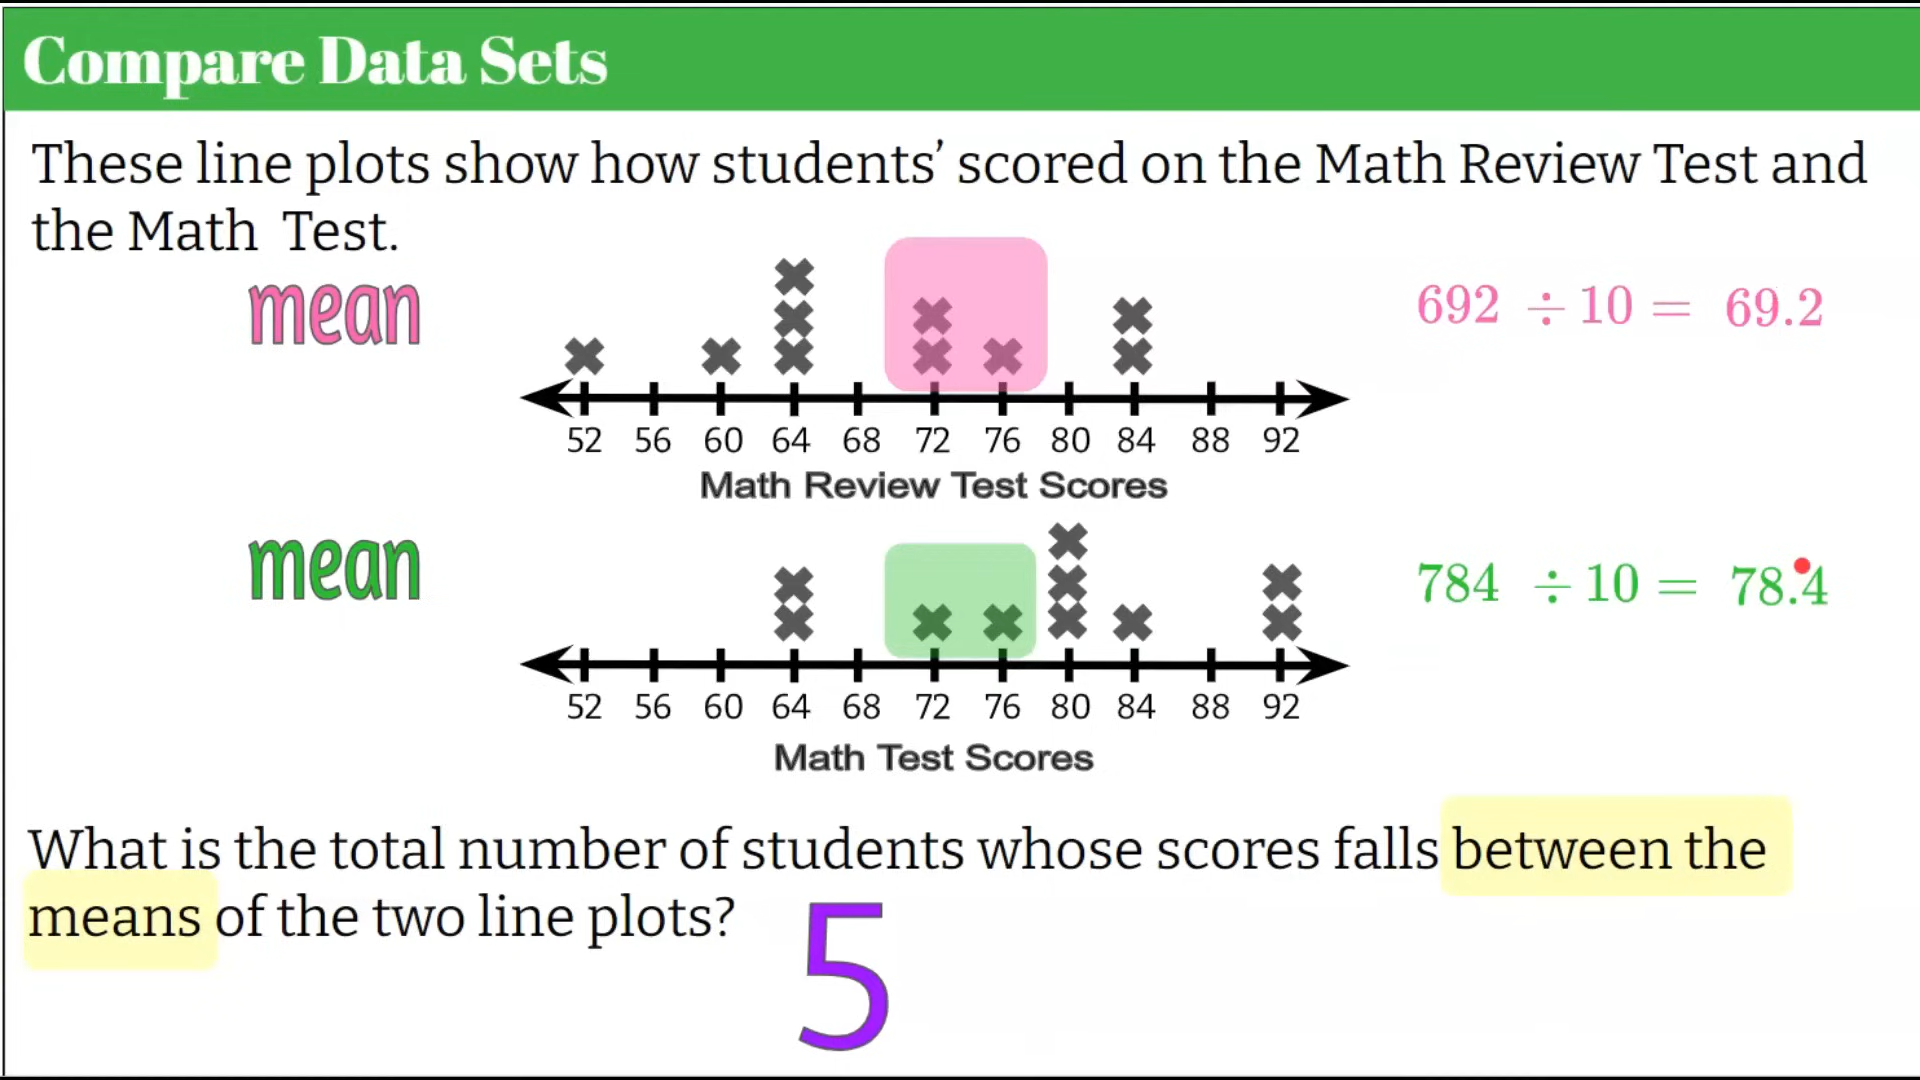 Compare Data Sets
These line plots show how students’ scored on the Math Review Test and
the Math Test.
mean
692 ÷ 10 = 69.2
52 56 60 64 68 72 76 80 84 88 92
Math Review Test Scores
mean
784 ÷ 10 = 78.4
52 56 60 64 68 72 76 80 84 88 92
Math Test Scores
What is the total number of students whose scores falls between the
means of the two line plots?
5